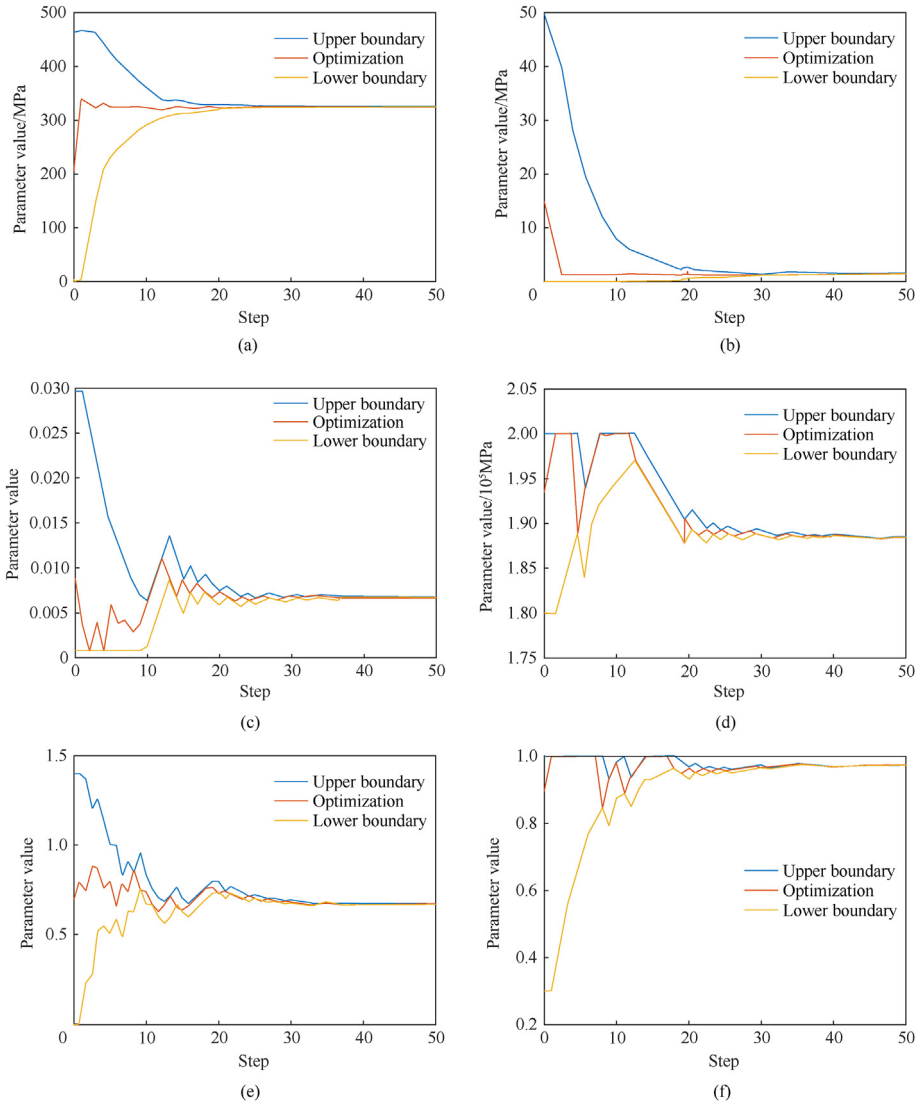 500
400
300
200
100
0
0
10
20
30
40
50
Parameter value/MPa
Step
Upper boundary
Optimization
Lower boundary
(a)
50
40
30
20
10
0
0
10
20
30
40
50
Parameter value/MPa
Step
Upper boundary
Optimization
Lower boundary
(b)
0.030
0.025
0.020
0.015
0.010
0.005
0
0
10
20
30
40
50
Parameter value
Step
Upper boundary
Optimization
Lower boundary
(c)
2.05
2.00
1.95
1.90
1.85
1.80
1.75
0
10
20
30
40
50
Parameter value/10⁵MPa
Step
Upper boundary
Optimization
Lower boundary
(d)
1.5
1.0
0.5
0
0
10
20
30
40
50
Parameter value
Step
Upper boundary
Optimization
Lower boundary
(e)
1.0
0.8
0.6
0.4
0.2
0
10
20
30
40
50
Parameter value
Step
Upper boundary
Optimization
Lower boundary
(f)